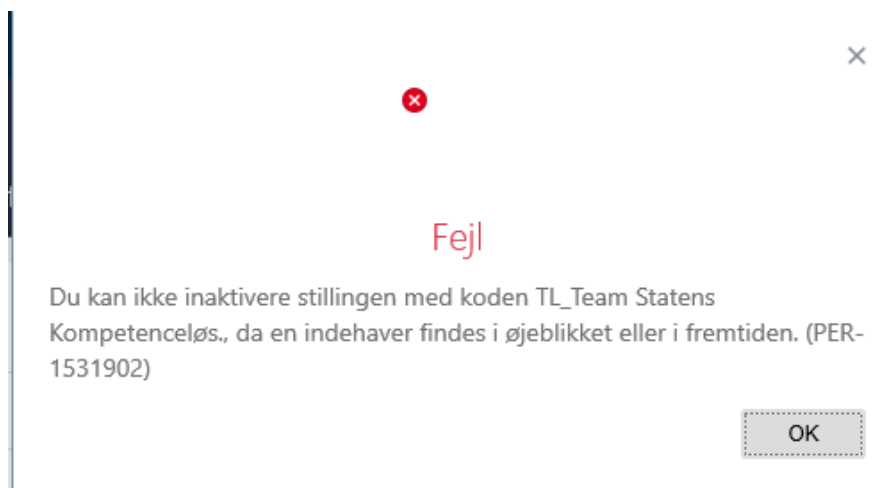 Fejl
Du kan ikke inaktivere stillingen med koden TL_Team Statens
Kompetenceløs., da en indehaver findes i øjeblikket eller i fremtiden. (PER-
1531902)
OK